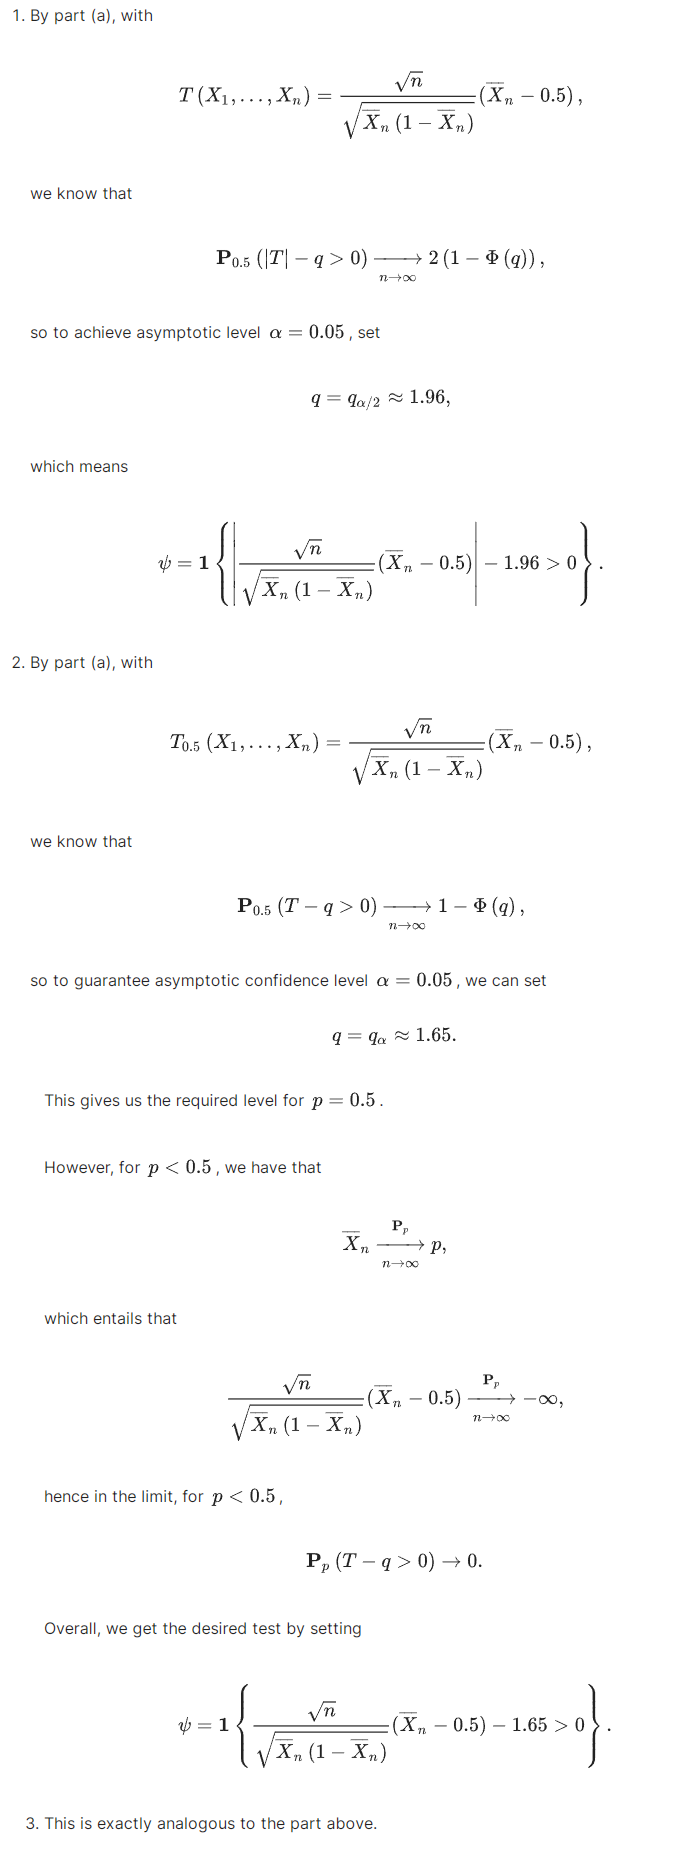 1. By part (a), with
$T(X_1, \ldots, X_n) = \frac{\sqrt{n}}{\sqrt{\overline{X}_n(1 - \overline{X}_n)}}(\overline{X}_n - 0.5),$
we know that
$\mathbf{P}_{0.5}(|T| - q > 0) \xrightarrow[n \to \infty]{} 2(1 - \Phi(q)),$
so to achieve asymptotic level $\alpha = 0.05$, set
$q = q_{\alpha/2} \approx 1.96,$
which means
$\psi = \mathbf{1}\left\{\left|\frac{\sqrt{n}}{\sqrt{\overline{X}_n(1 - \overline{X}_n)}}(\overline{X}_n - 0.5)\right| - 1.96 > 0\right\}.$
2. By part (a), with
$T_{0.5}(X_1, \ldots, X_n) = \frac{\sqrt{n}}{\sqrt{\overline{X}_n(1 - \overline{X}_n)}}(\overline{X}_n - 0.5),$
we know that
$\mathbf{P}_{0.5}(T - q > 0) \xrightarrow[n \to \infty]{} 1 - \Phi(q),$
so to guarantee asymptotic confidence level $\alpha = 0.05$, we can set
$q = q_{\alpha} \approx 1.65.$
This gives us the required level for $p = 0.5$.
However, for $p < 0.5$, we have that
$\overline{X}_n \xrightarrow[n \to \infty]{\mathbf{P}_p} p,$
which entails that
$\frac{\sqrt{n}}{\sqrt{\overline{X}_n(1 - \overline{X}_n)}}(\overline{X}_n - 0.5) \xrightarrow[n \to \infty]{\mathbf{P}_p} -\infty,$
hence in the limit, for $p < 0.5$,
$\mathbf{P}_p(T - q > 0) \to 0.$
Overall, we get the desired test by setting
$\psi = \mathbf{1}\left\{\frac{\sqrt{n}}{\sqrt{\overline{X}_n(1 - \overline{X}_n)}}(\overline{X}_n - 0.5) - 1.65 > 0\right\}.$
3. This is exactly analogous to the part above.